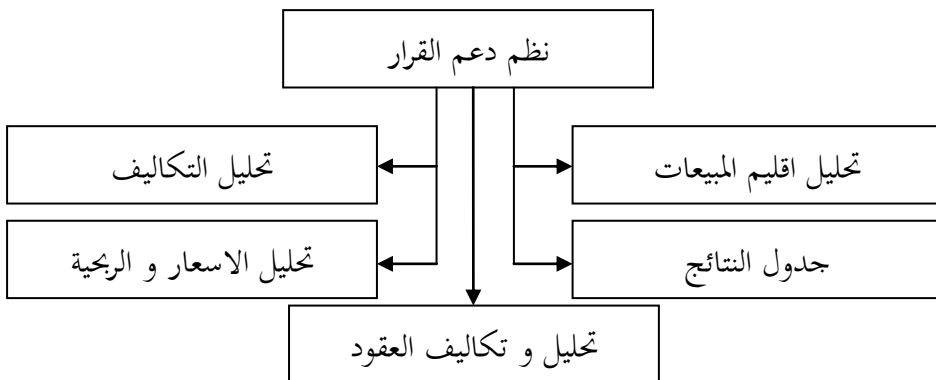 نظم دعم القرار
تحليل اقليم المبيعات
تحليل التكاليف
جدول النتائج
تحليل الاسعار و الربحية
تحليل و تكاليف العقود